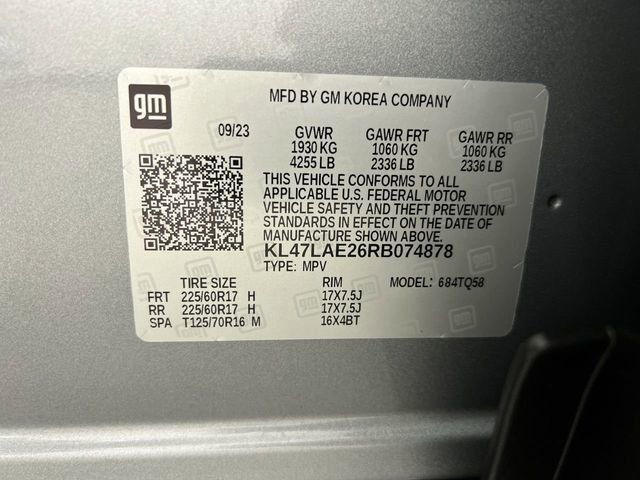 gm
MFD BY GM KOREA COMPANY
09/23 GVWR GAWR FRT GAWR RR
1930 KG 1060 KG 1060 KG
4255 LB 2336 LB 2336 LB
THIS VEHICLE CONFORMS TO ALL
APPLICABLE U.S. FEDERAL MOTOR
VEHICLE SAFETY AND THEFT PREVENTION
STANDARDS IN EFFECT ON THE DATE OF
MANUFACTURE SHOWN ABOVE.
KL47LAE26RB074878
TYPE: MPV MODEL: 684TQ58
TIRE SIZE RIM
FRT 225/60R17 H 17X7.5J
RR 225/60R17 H 17X7.5J
SPA T125/70R16 M 16X4BT